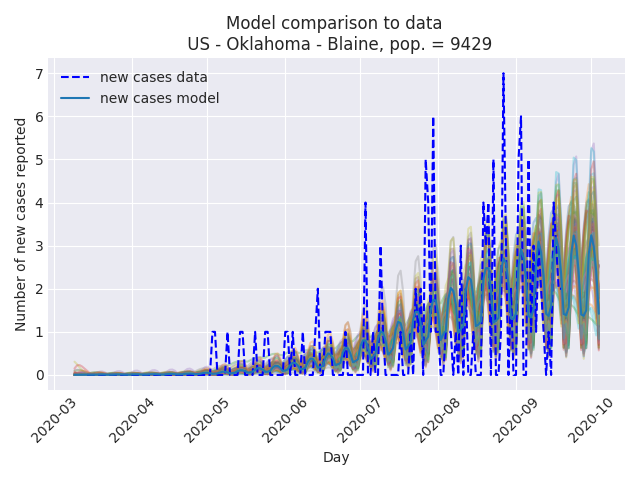 Model comparison to data
US - Oklahoma - Blaine, pop. = 9429
new cases data
new cases model
Number of new cases reported
7
6
5
4
3
2
1
0
2020-03
2020-04
2020-05
2020-06
2020-07
2020-08
2020-09
2020-10
Day